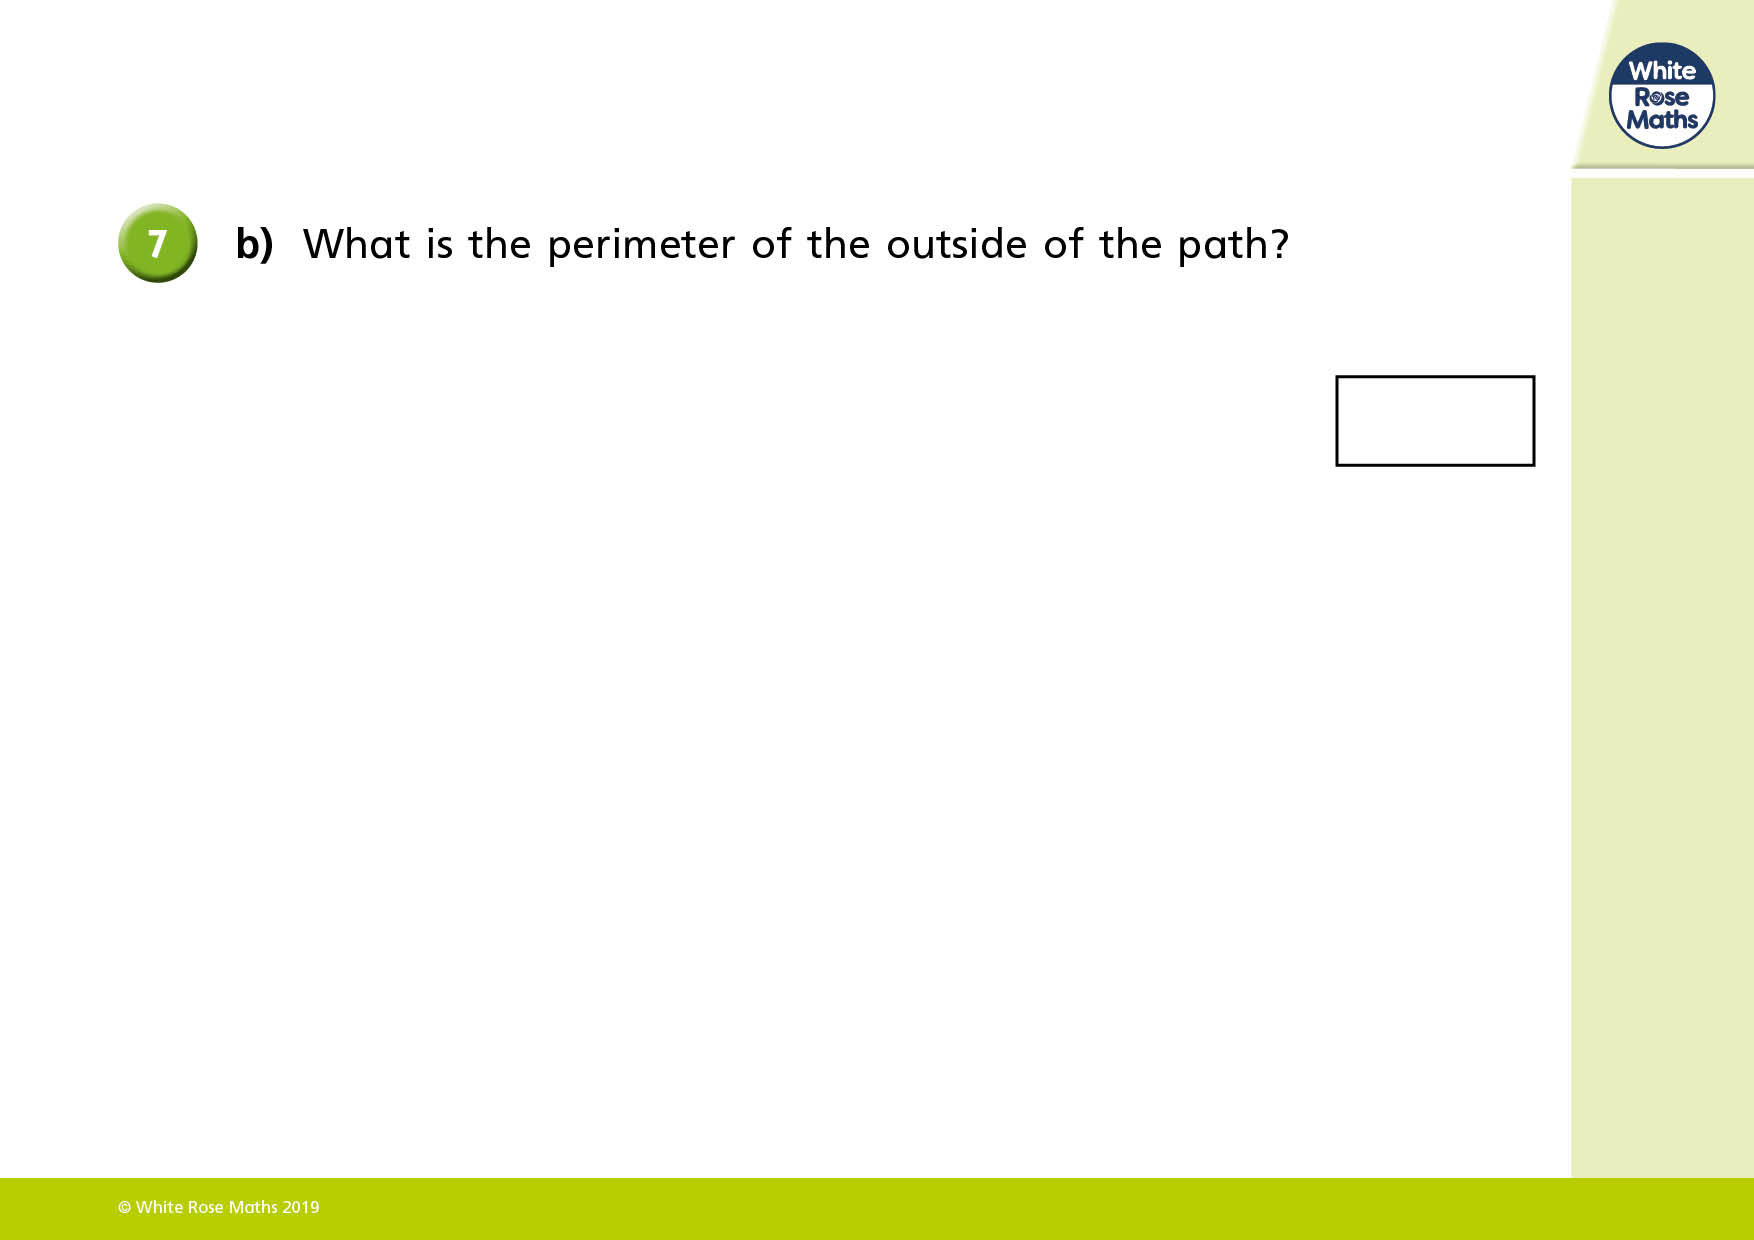 White
Rose
Maths
7 b) What is the perimeter of the outside of the path?
© White Rose Maths 2019